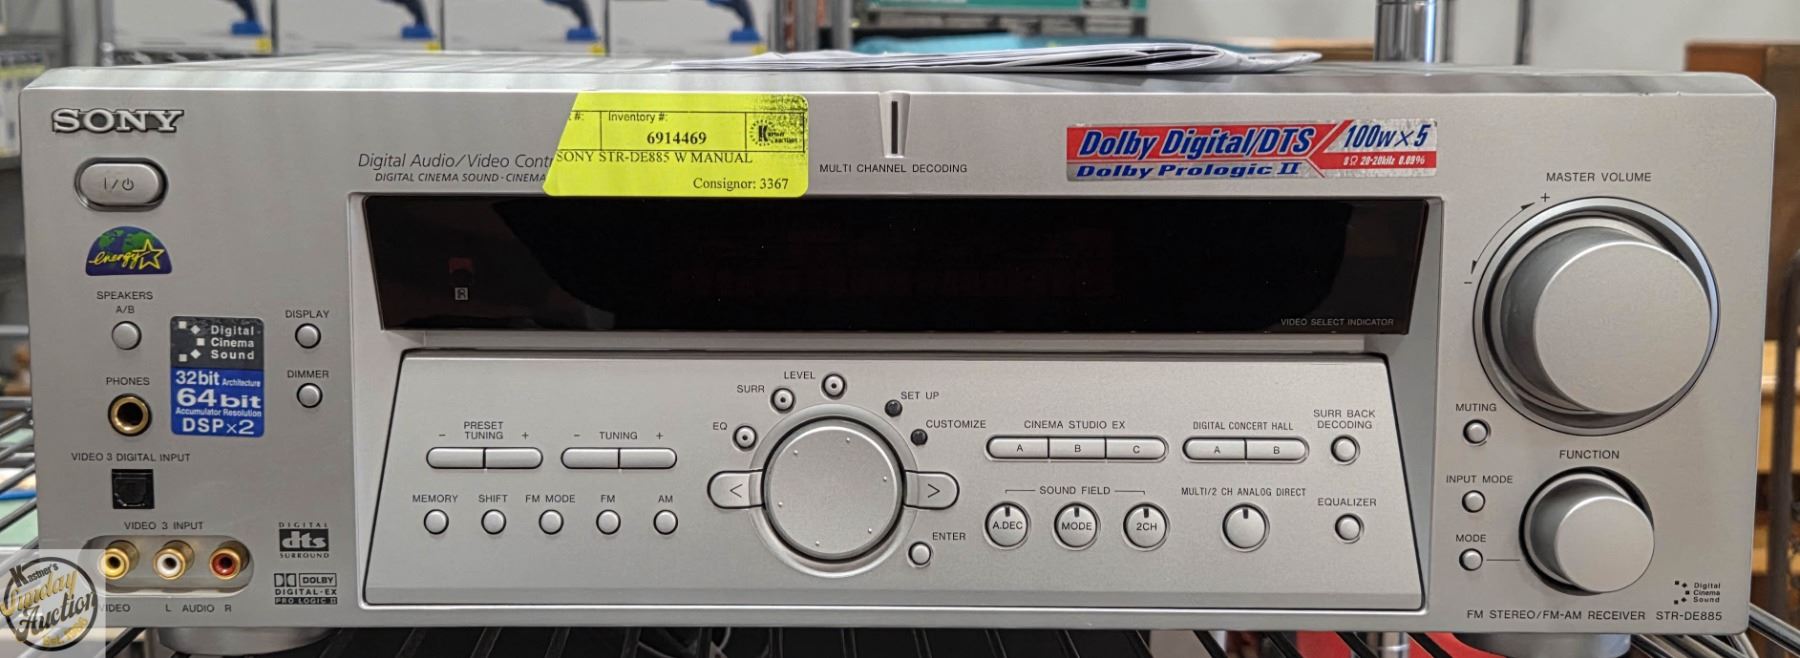 SONY
I/
energy
SPEAKERS
A/B
PHONES
VIDEO 3 DIGITAL INPUT
VIDEO 3 INPUT
VIDEO L AUDIO R
Digital
Cinema
Sound
32bit Architecture
64bit
Accumulator Resolution
DSPx2
DISPLAY
DIMMER
DIGITAL
dts
SURROUND
DOLBY
DIGITAL-EX
PRO LOGIC II
Digital Audio/Video Cont
DIGITAL CINEMA SOUND - CINEMA
Inventory #:
6914469
SONY STR-DE885 W MANUAL
Consignor: 3367
MULTI CHANNEL DECODING
Dolby Digital/DTS
Dolby Prologic II
100W×5
8Ω 20-20kHz 0.09%
R
VIDEO SELECT INDICATOR
MASTER VOLUME
+
−
− PRESET TUNING +
− TUNING +
MEMORY
SHIFT
FM MODE
FM
AM
EQ
SURR
LEVEL
SET UP
CUSTOMIZE
<
>
ENTER
CINEMA STUDIO EX
A B C
DIGITAL CONCERT HALL
A B
SURR BACK
DECODING
SOUND FIELD
A.DEC
MODE
2CH
MULTI/2 CH ANALOG DIRECT
EQUALIZER
MUTING
FUNCTION
INPUT MODE
MODE
Digital
Cinema
Sound
FM STEREO/FM-AM RECEIVER STR-DE885
Kastner's
Sunday
Auction